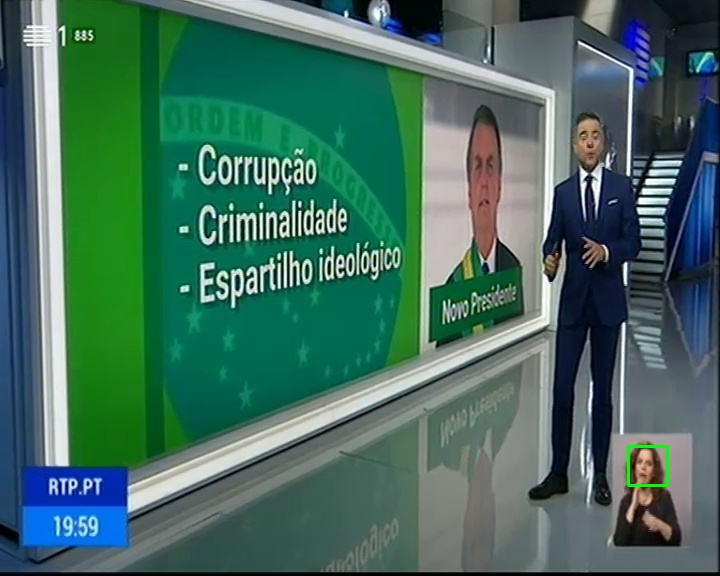 1 885
ORDEM E PROGRESSO
- Corrupção
- Criminalidade
- Espartilho ideológico
Novo Presidente
RTP.PT
19:59